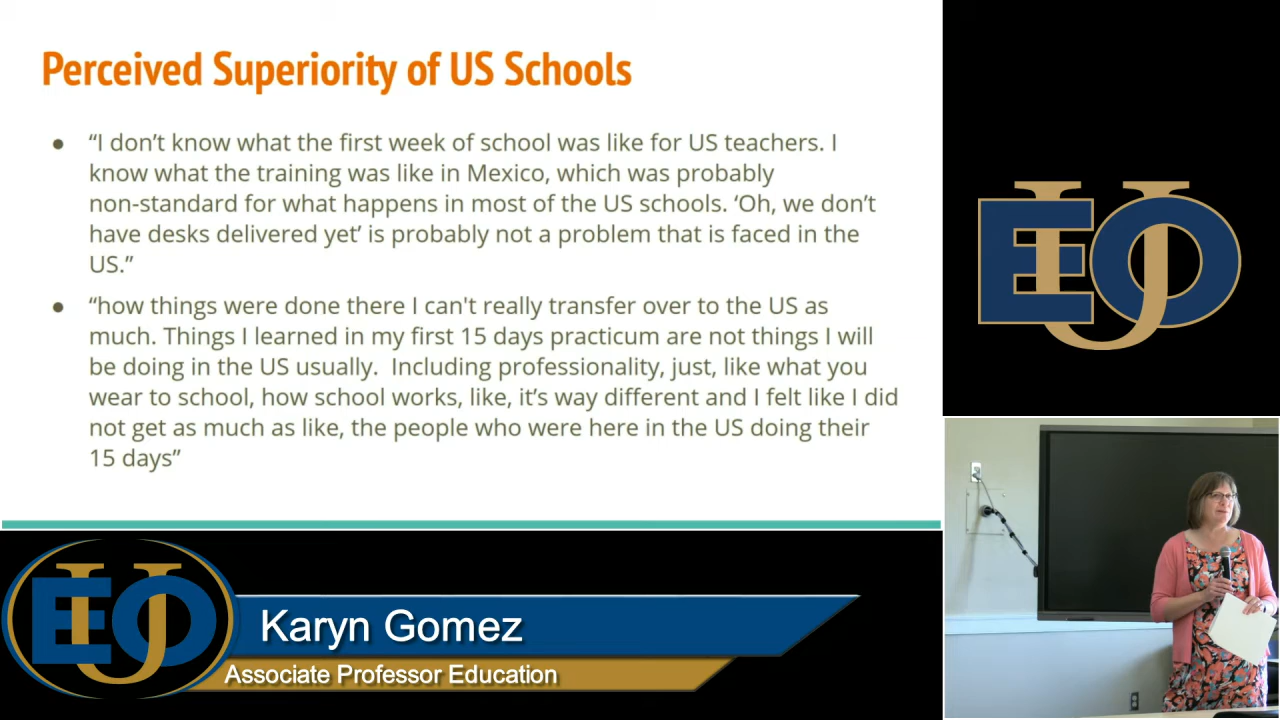 Perceived Superiority of US Schools
● “I don’t know what the first week of school was like for US teachers. I
know what the training was like in Mexico, which was probably
non-standard for what happens in most of the US schools. ‘Oh, we don’t
have desks delivered yet’ is probably not a problem that is faced in the
US.”
● “how things were done there I can't really transfer over to the US as
much. Things I learned in my first 15 days practicum are not things I will
be doing in the US usually.  Including professionality, just, like what you
wear to school, how school works, like, it’s way different and I felt like I did
not get as much as like, the people who were here in the US doing their
15 days”
EOU
EOU
Karyn Gomez
Associate Professor Education